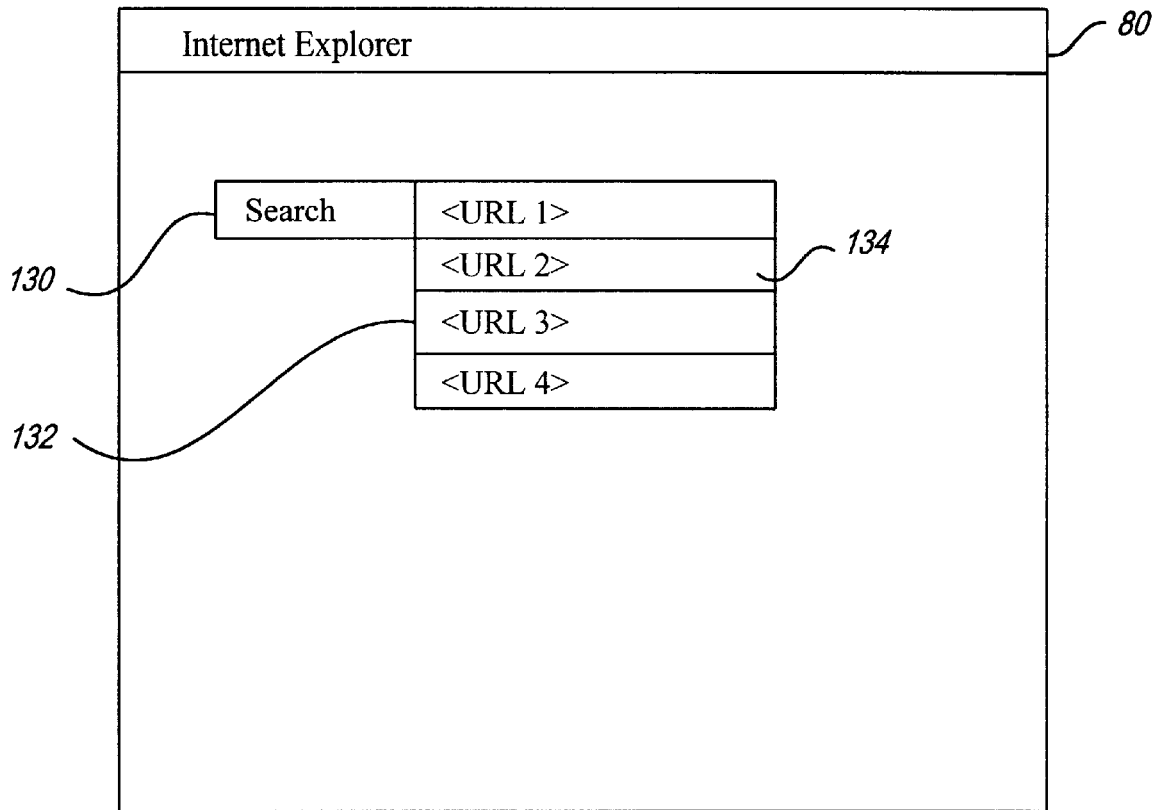 Internet Explorer
80
Search
<URL 1>
<URL 2>
134
130
<URL 3>
<URL 4>
132